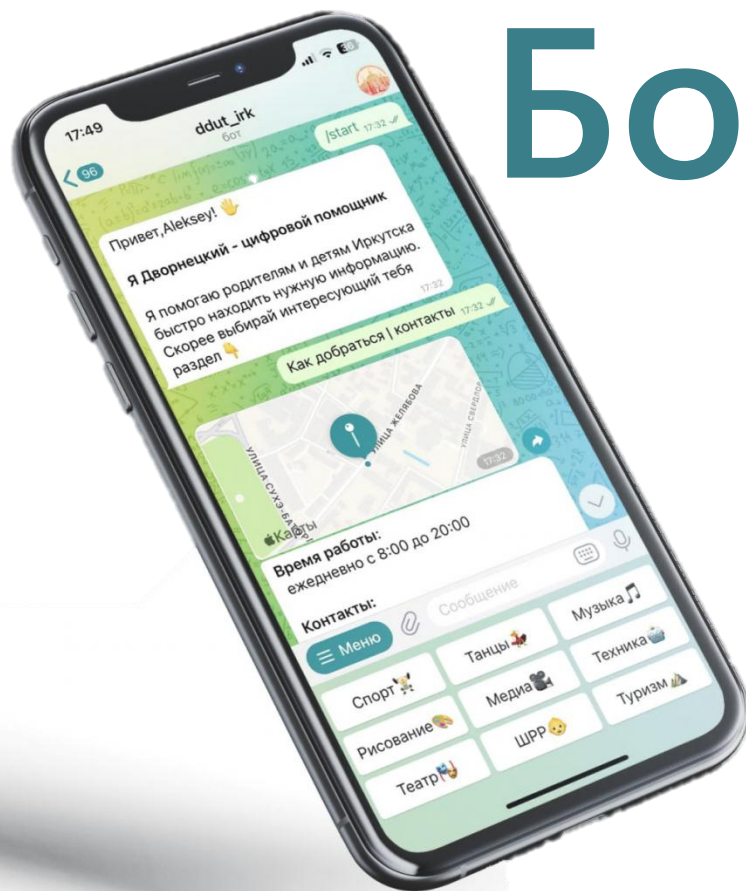 Бо
17:49
96
ddut_irk
бот
/start 17:32
Привет,Aleksey! 🖐
Я Дворнецкий - цифровой помощник
Я помогаю родителям и детям Иркутска
быстро находить нужную информацию.
Скорее выбирай интересующий тебя
раздел 👇
17:32
Как добраться | контакты 17:32
УЛИЦА СУХЭ-БАТОРА
УЛИЦА ЖЕЛЯБОВА
УЛИЦА СВЕРДЛОВ
17:32
Карты
Время работы:
ежедневно с 8:00 до 20:00
Контакты:
Меню
Сообщение
Спорт
Танцы
Музыка
Рисование
Медиа
Техника
Театр
ШРР
Туризм